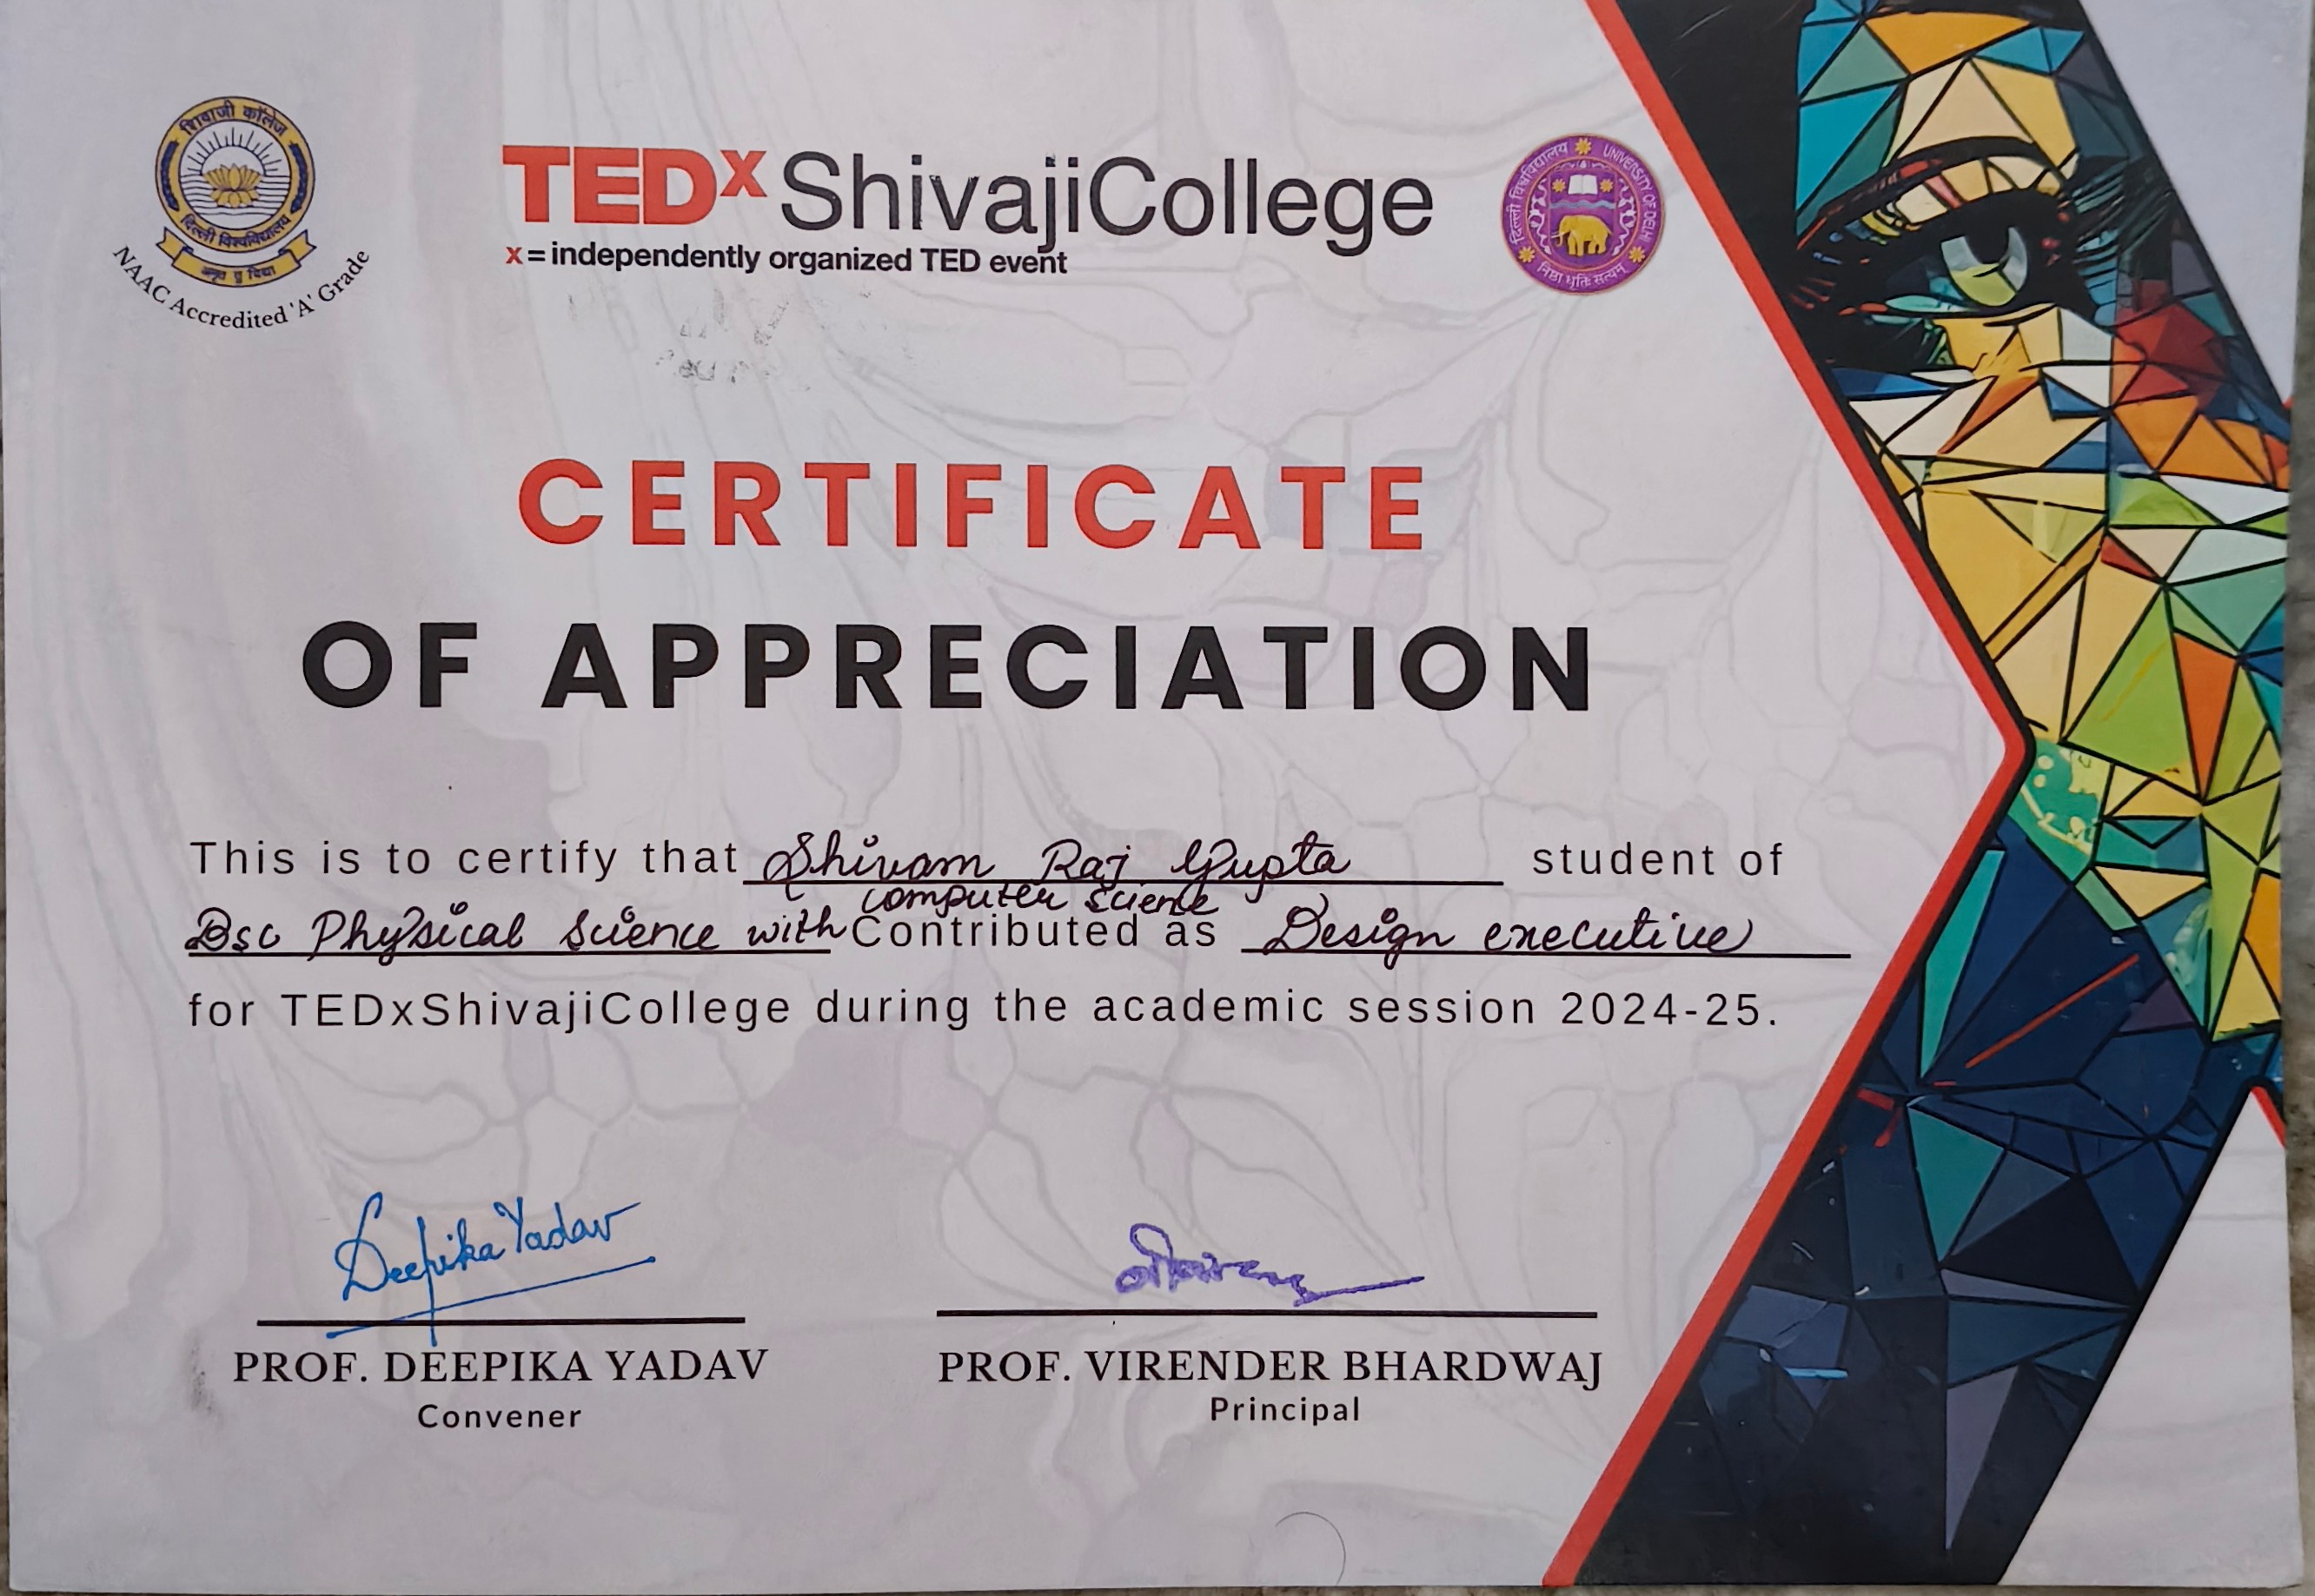 शिवाजी कॉलेज
दिल्ली विश्वविद्यालय
NAAC Accredited 'A' Grade
TEDx ShivajiCollege
x = independently organized TED event
दिल्ली विश्वविद्यालय UNIVERSITY OF DELHI
निष्ठा धृतिः सत्यम्
CERTIFICATE
OF APPRECIATION
This is to certify that Shivam Raj Gupta student of
computer science
Bsc Physical Science with Contributed as Design executive
for TEDxShivajiCollege during the academic session 2024-25.
Deepika Yadav
PROF. DEEPIKA YADAV
Convener
PROF. VIRENDER BHARDWAJ
Principal